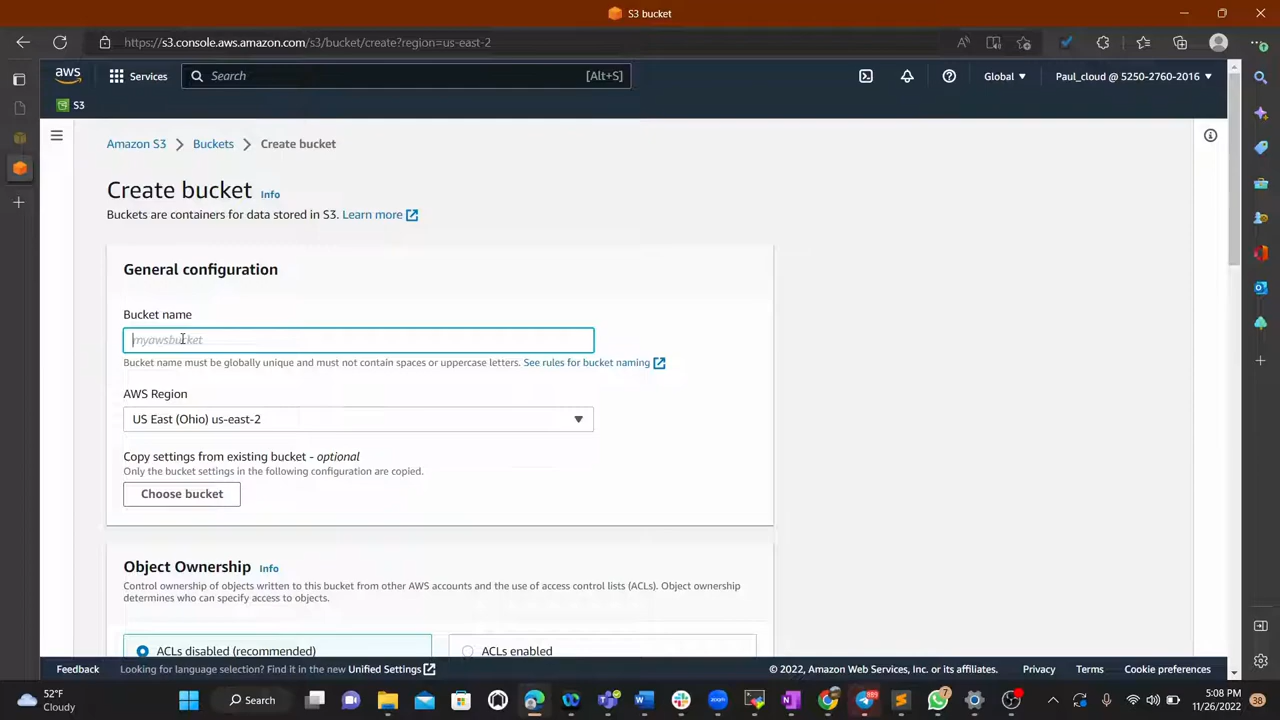 S3 bucket
https://s3.console.aws.amazon.com/s3/bucket/create?region=us-east-2
aws Services Search [Alt+S] Global Paul_cloud @ 5250-2760-2016
S3
Amazon S3 Buckets Create bucket
Create bucket Info
Buckets are containers for data stored in S3. Learn more
General configuration
Bucket name
myawsbucket
Bucket name must be globally unique and must not contain spaces or uppercase letters. See rules for bucket naming
AWS Region
US East (Ohio) us-east-2
Copy settings from existing bucket - optional
Only the bucket settings in the following configuration are copied.
Choose bucket
Object Ownership Info
Control ownership of objects written to this bucket from other AWS accounts and the use of access control lists (ACLs). Object ownership
determines who can specify access to objects.
ACLs disabled (recommended) ACLs enabled
Feedback Looking for language selection? Find it in the new Unified Settings © 2022, Amazon Web Services, Inc. or its affiliates. Privacy Terms Cookie preferences
52°F
Cloudy
Search
5:08 PM
11/26/2022
38